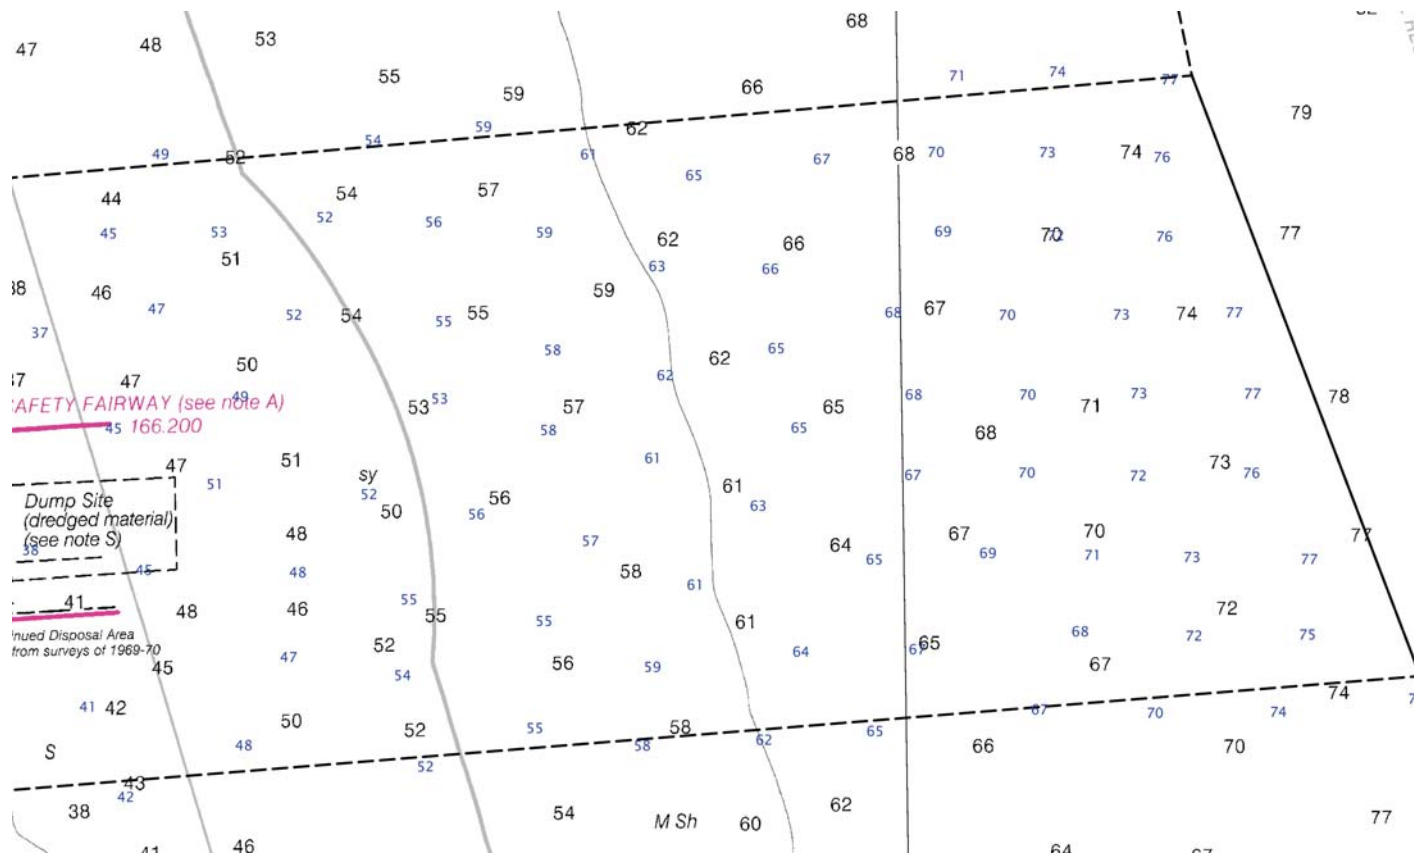 68
53
47 48
55 71 74 77
59 66
79
59 62
49 52 54 61 67 68 70 73 74 76
65
44 54 57
52 56
45 53 59 62 66 69 70 72 76 77
51 63 66
46 59
47 52 54 55 55 67 68 70 73 74 77
37
50 58 62 65
47 62
49 53 68 70 73 77 78
SAFETY FAIRWAY (see note A)
53 57 65 71
45 166.200 58 65 68
47 51 61 73
sy 67 70 72 76
51 52 56 61
Dump Site
(dredged material)
50 56 63
(see note S)
48 57 64 67 70 77
38 65 69 71 73 77
45 48 58 61
41 48 46 55 55 55 61 72
nued Disposal Area
from surveys of 1969-70
52 65 68 72 75
45 47 54 56 59 64 67 67
41 42 50 52 55 58 67 70 74 74
S 48 58 62 65 66 70
43 52
42
38 54 62 77
M Sh 60
41 46 64 67